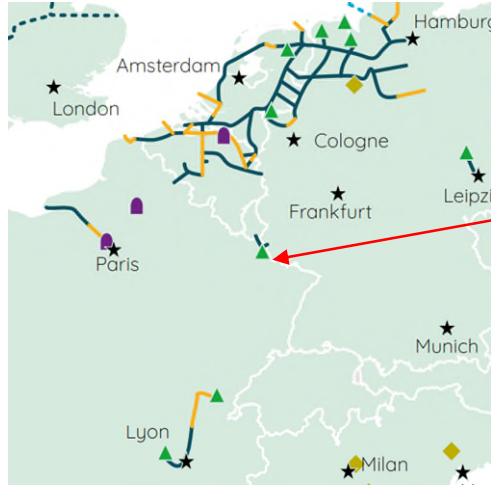 Hamburg
Amsterdam
London
Cologne
Leipzi
Frankfurt
Paris
Munich
Lyon
Milan